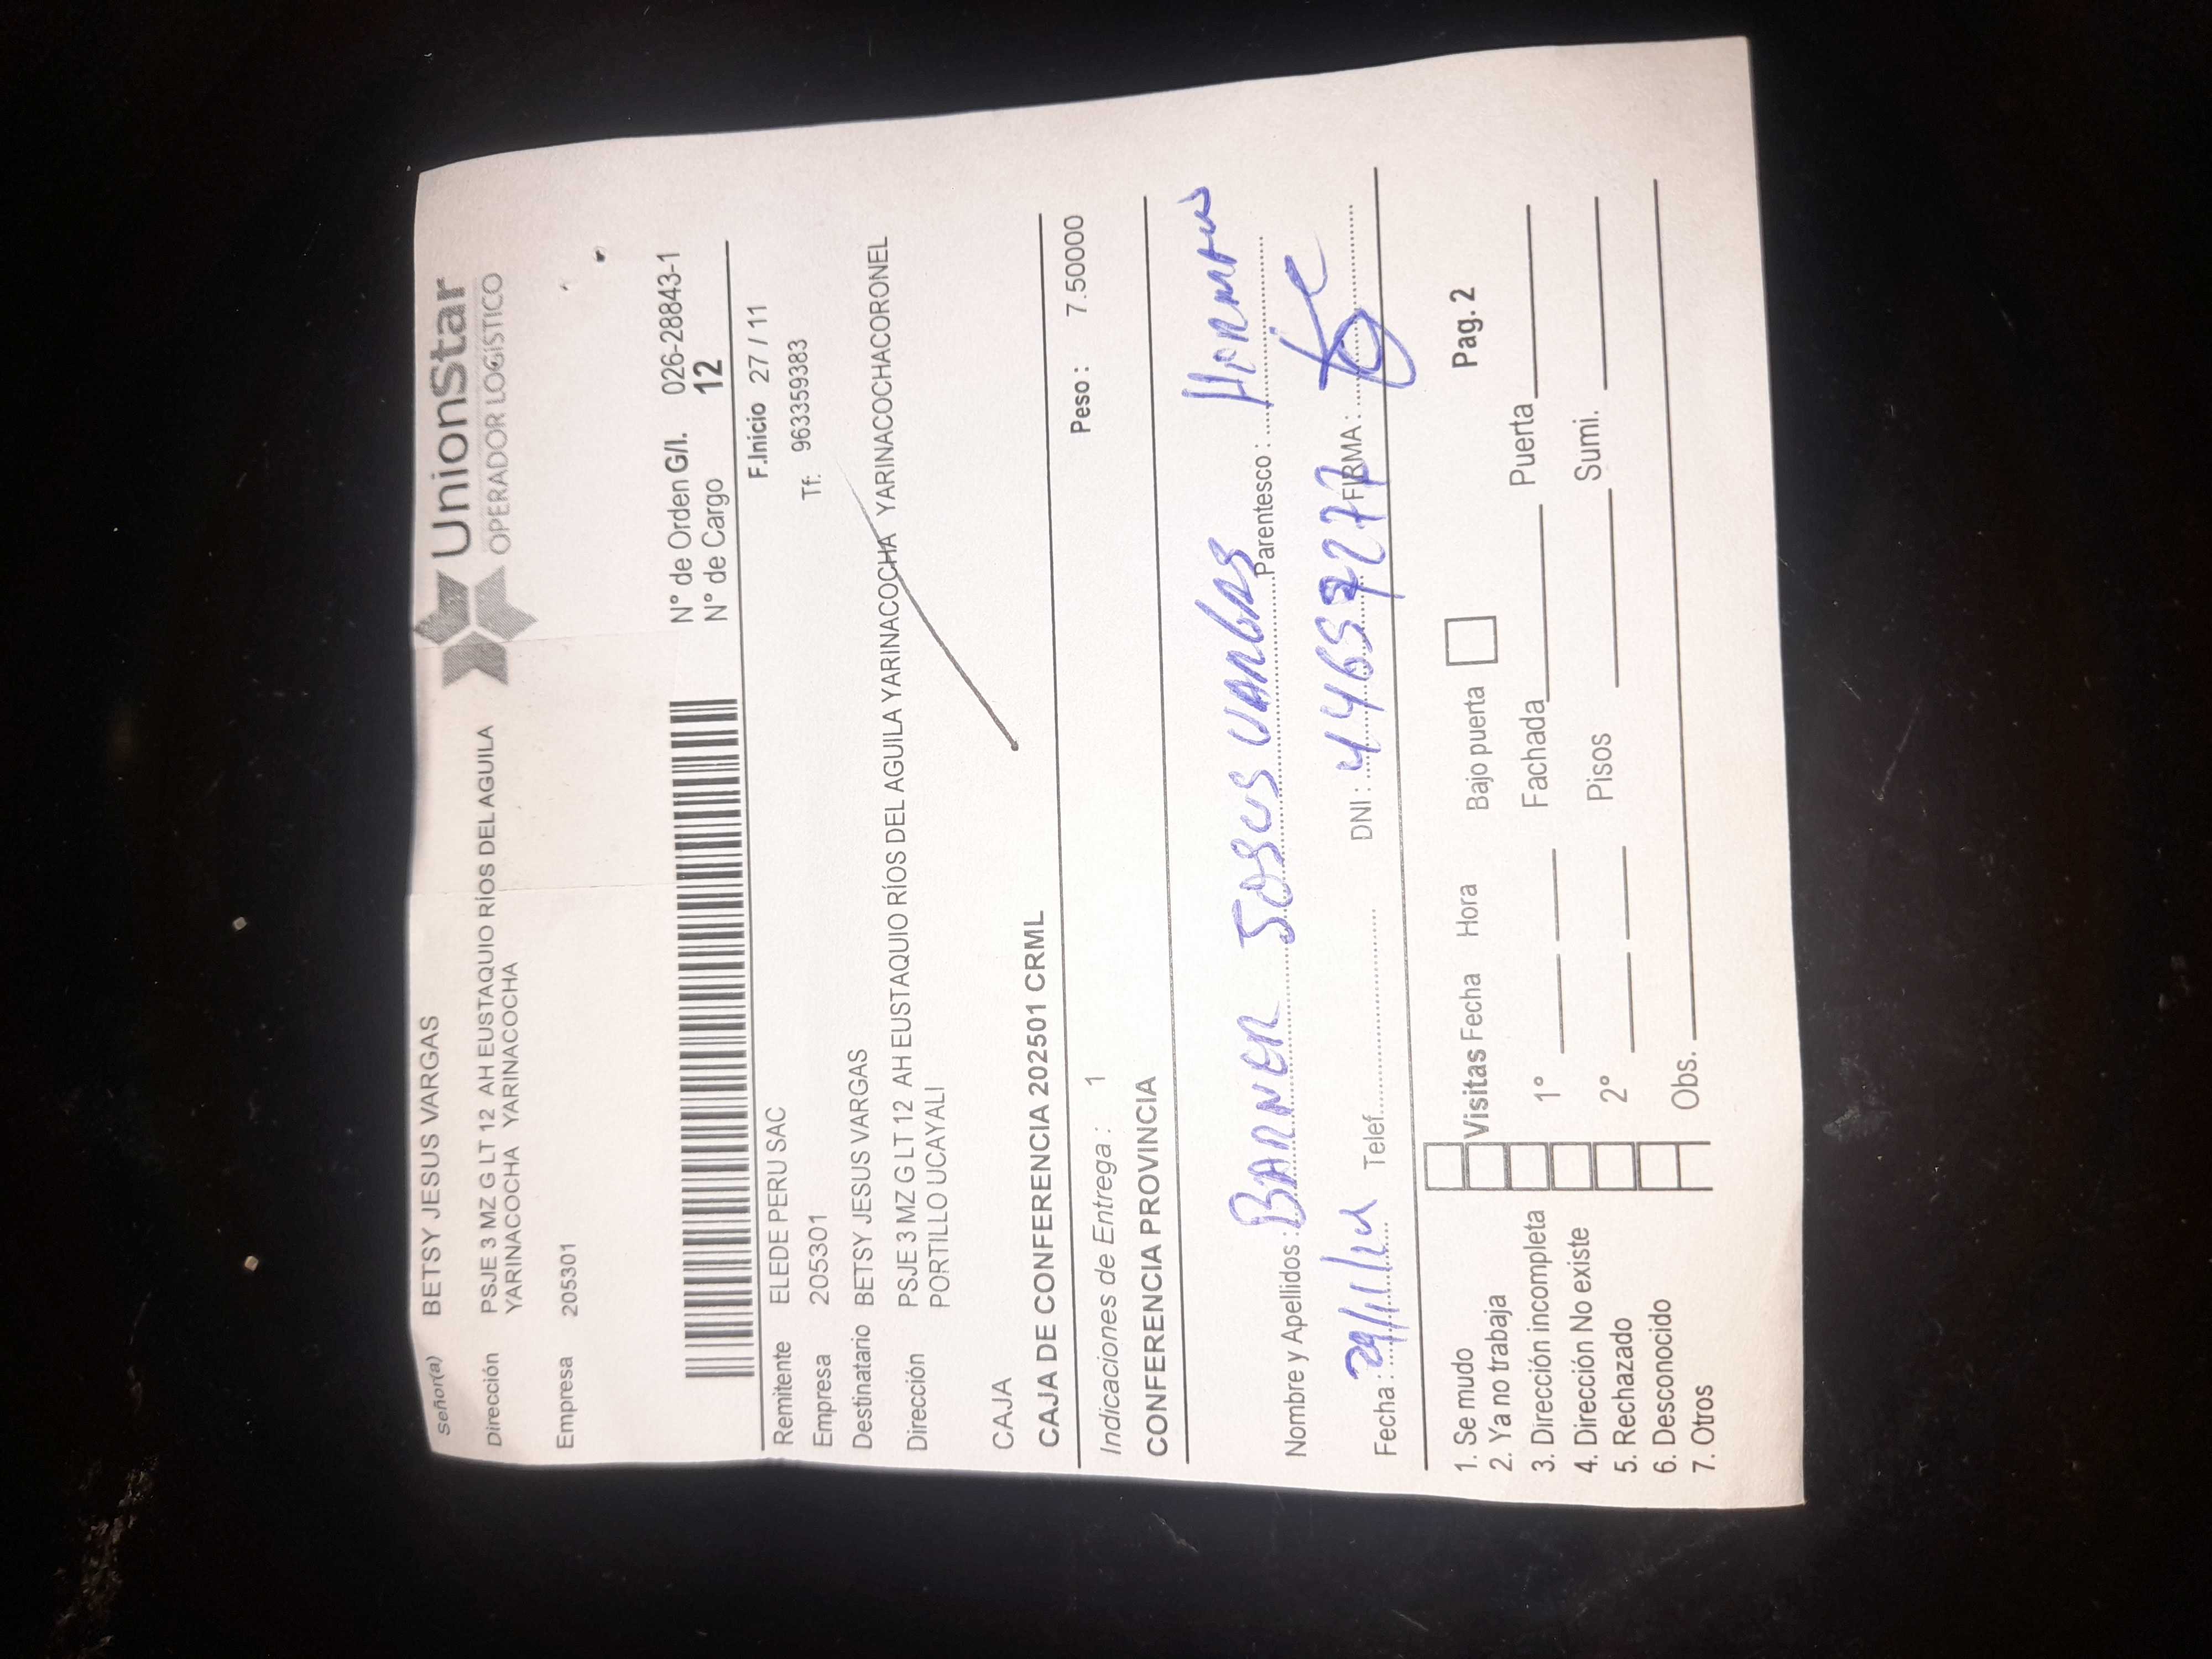 Señor(a) BETSY JESUS VARGAS
UnionStar
OPERADOR LOGÍSTICO
Dirección PSJE 3 MZ G LT 12 AH EUSTAQUIO RÍOS DEL AGUILA
YARINACOCHA YARINACOCHA
Empresa 205301
N° de Orden G/I. 026-28843-1
N° de Cargo 12
Remitente ELEDE PERU SAC F.Inicio 27 / 11
Empresa 205301 Tf: 963359383
Destinatario BETSY JESUS VARGAS
Dirección PSJE 3 MZ G LT 12 AH EUSTAQUIO RÍOS DEL AGUILA YARINACOCHA YARINACOCHACORONEL
PORTILLO UCAYALI
CAJA
CAJA DE CONFERENCIA 202501 CRML
Indicaciones de Entrega : 1 Peso : 7.50000
CONFERENCIA PROVINCIA
Nombre y Apellidos : BARNER JESUS VARGAS Parentesco :
Fecha : Telef. DNI : FIRMA :
1. Se mudo
2. Ya no trabaja Visitas Fecha Hora Bajo puerta Pag. 2
3. Dirección incompleta 1° Fachada Puerta
4. Dirección No existe
5. Rechazado 2° Pisos Sumi.
6. Desconocido
7. Otros Obs.